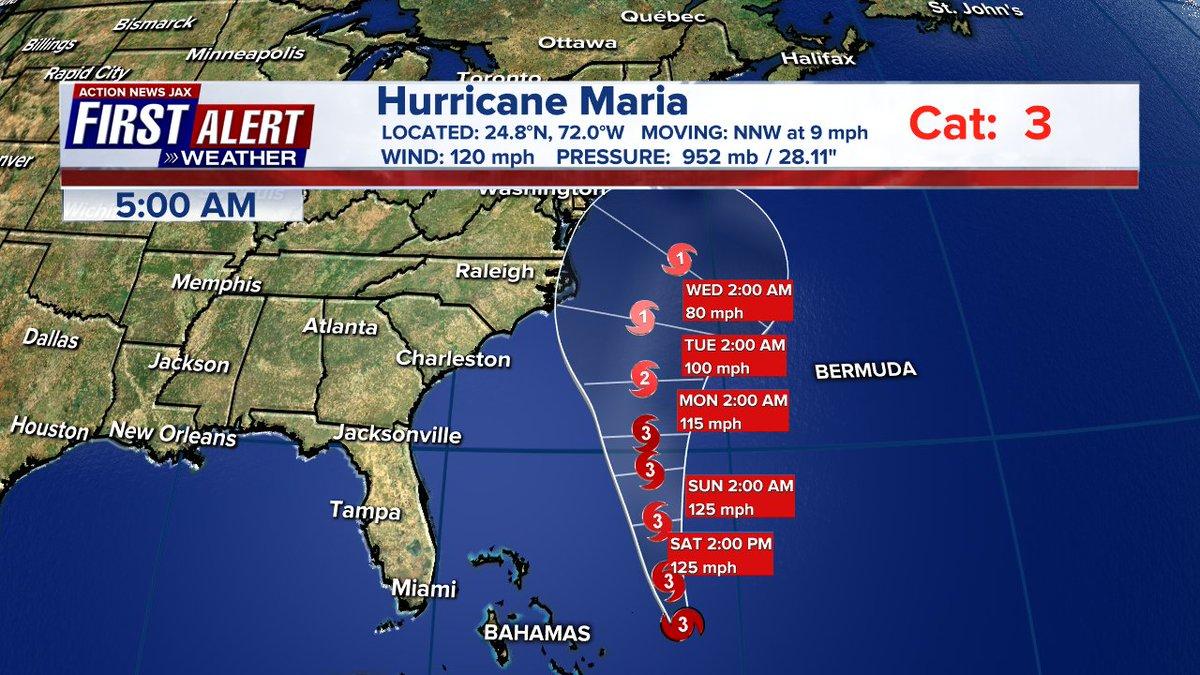 St. John's
Québec
Bismarck
Billings
Minneapolis
Ottawa
Halifax
Rapid City
Toronto
ACTION NEWS JAX
FIRST ALERT
WEATHER
Hurricane Maria
LOCATED: 24.8°N, 72.0°W MOVING: NNW at 9 mph
WIND: 120 mph PRESSURE: 952 mb / 28.11"
Cat: 3
nver
Washington
5:00 AM
1
Raleigh
Memphis
WED 2:00 AM
80 mph
1
Atlanta
Dallas
TUE 2:00 AM
100 mph
Jackson
Charleston
2
BERMUDA
MON 2:00 AM
115 mph
Houston
New Orleans
Jacksonville
3
3
SUN 2:00 AM
125 mph
Tampa
3
SAT 2:00 PM
125 mph
3
Miami
BAHAMAS
3